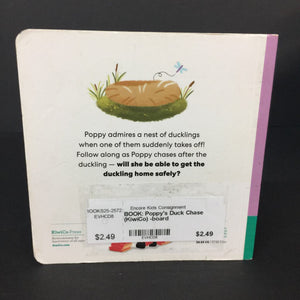 Poppy admires a nest of ducklings
when one of them suddenly takes off!
Follow along as Poppy chases after the
duckling — will she be able to get the
duckling home safely?
Encore Kids Consignment
BOOK: Poppy's Duck Chase
(KiwiCo) -board
EVHCD8
$2.49
$2.49
EVHCD8
KiwiCo Press